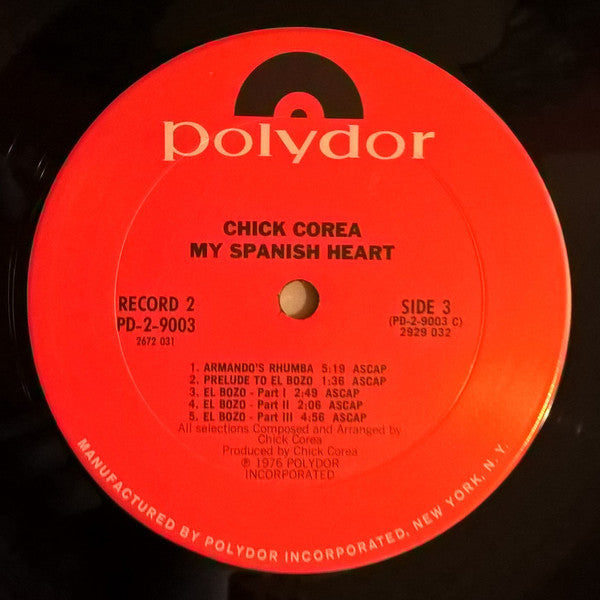 polydor
CHICK COREA
MY SPANISH HEART
RECORD 2
PD-2-9003
2672 031
SIDE 3
(PD-2-9003 C)
2929 032
1. ARMANDO'S RHUMBA 5:19 ASCAP
2. PRELUDE TO EL BOZO 1:36 ASCAP
3. EL BOZO - Part I 2:49 ASCAP
4. EL BOZO - Part II 2:06 ASCAP
5. EL BOZO - Part III 4:56 ASCAP
All selections Composed and Arranged by
Chick Corea
Produced by Chick Corea
℗ 1976 POLYDOR
INCORPORATED
MANUFACTURED BY POLYDOR INCORPORATED, NEW YORK, N. Y.